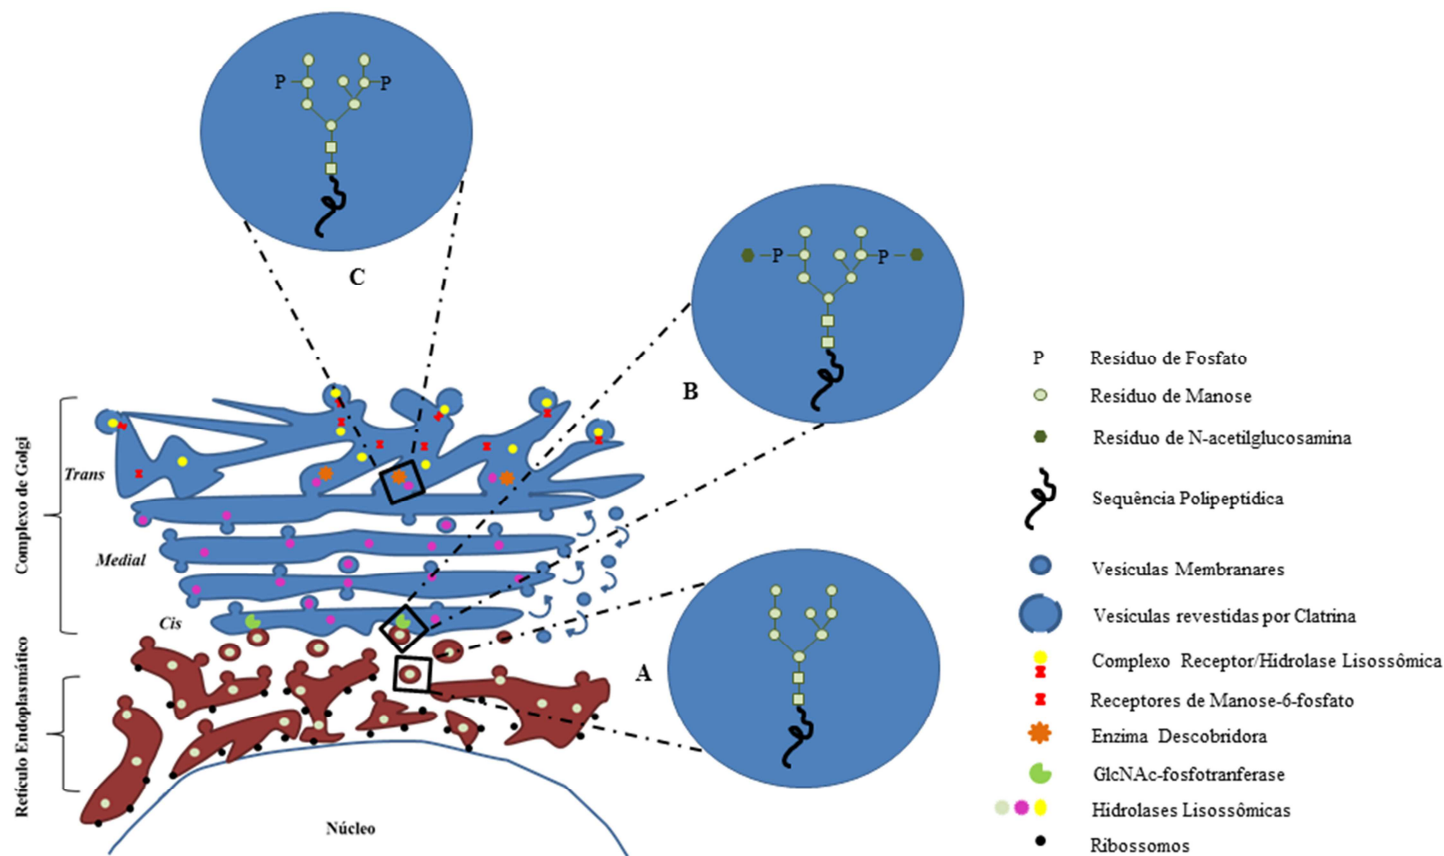 P
P
C
P
P
B
A
Complexo de Golgi
Trans
Medial
Cis
Retículo Endoplasmático
Núcleo
P Resíduo de Fosfato
Resíduo de Manose
Resíduo de N-acetilglucosamina
Sequência Polipeptídica
Vesículas Membranares
Vesículas revestidas por Clatrina
Complexo Receptor/Hidrolase Lisossômica
Receptores de Manose-6-fosfato
Enzima Descobridora
GlcNAc-fosfotranferase
Hidrolases Lisossômicas
Ribossomos